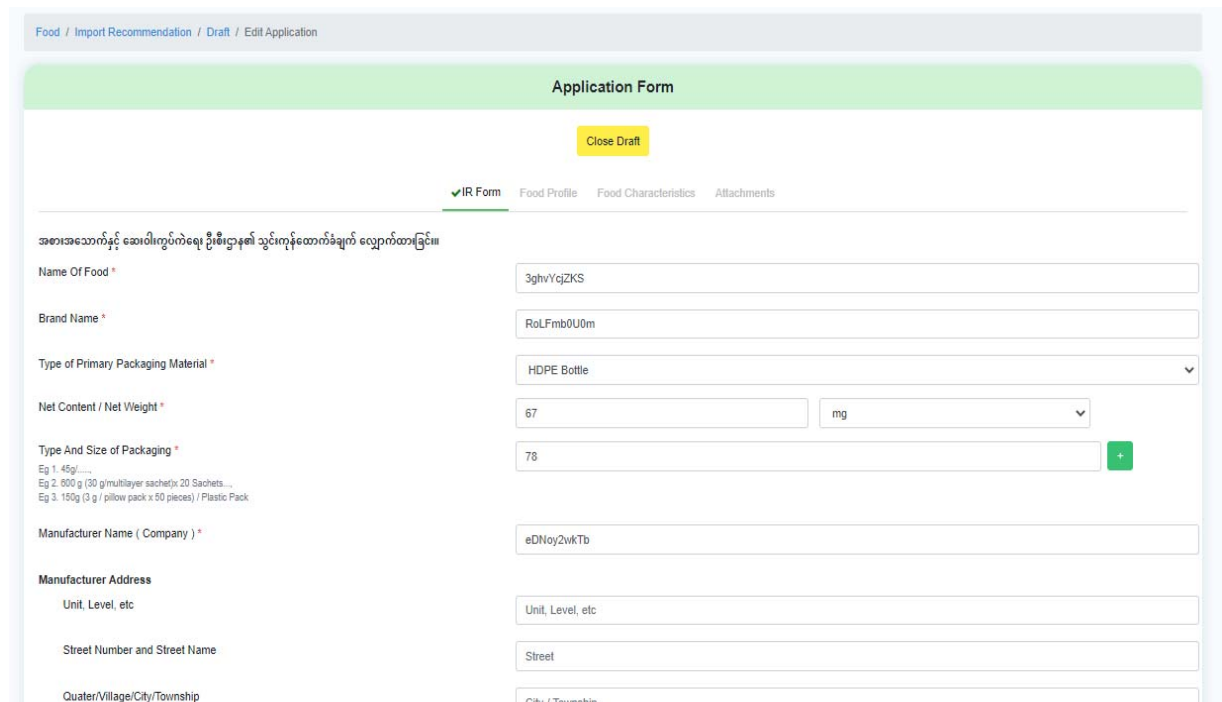 Food / Import Recommendation / Draft / Edit Application
Application Form
Close Draft
IR Form Food Profile Food Characteristics Attachments
အစားအသောက်နှင့် ဆေးဝါးကွပ်ကဲရေး ဦးစီးဌာန၏ သွင်းကုန်ထောက်ခံချက် လျှောက်ထားခြင်း။
Name Of Food * 3ghvYcjZKS
Brand Name * RoLFmb0U0m
Type of Primary Packaging Material * HDPE Bottle
Net Content / Net Weight * 67 mg
Type And Size of Packaging * 78 +
Eg 1. 45g/.....,
Eg 2. 600 g (30 g/multilayer sachet)x 20 Sachets...,
Eg 3. 150g (3 g / pillow pack x 50 pieces) / Plastic Pack
Manufacturer Name ( Company ) * eDNoy2wkTb
Manufacturer Address
Unit, Level, etc Unit, Level, etc
Street Number and Street Name Street
Quater/Village/City/Township City / Township